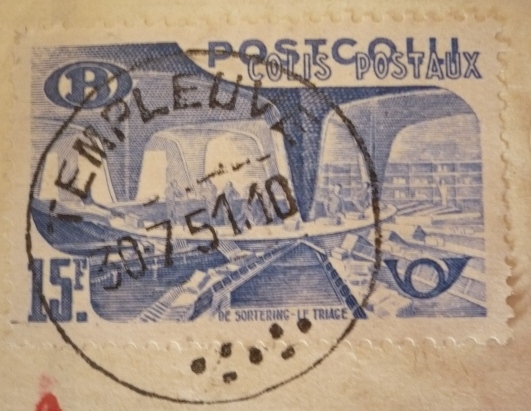 POSTCOLLI
COLIS POSTAUX
B
TEMPLEUVE
30-7-51.10
15F
DE SORTERING-LE TRIAGE